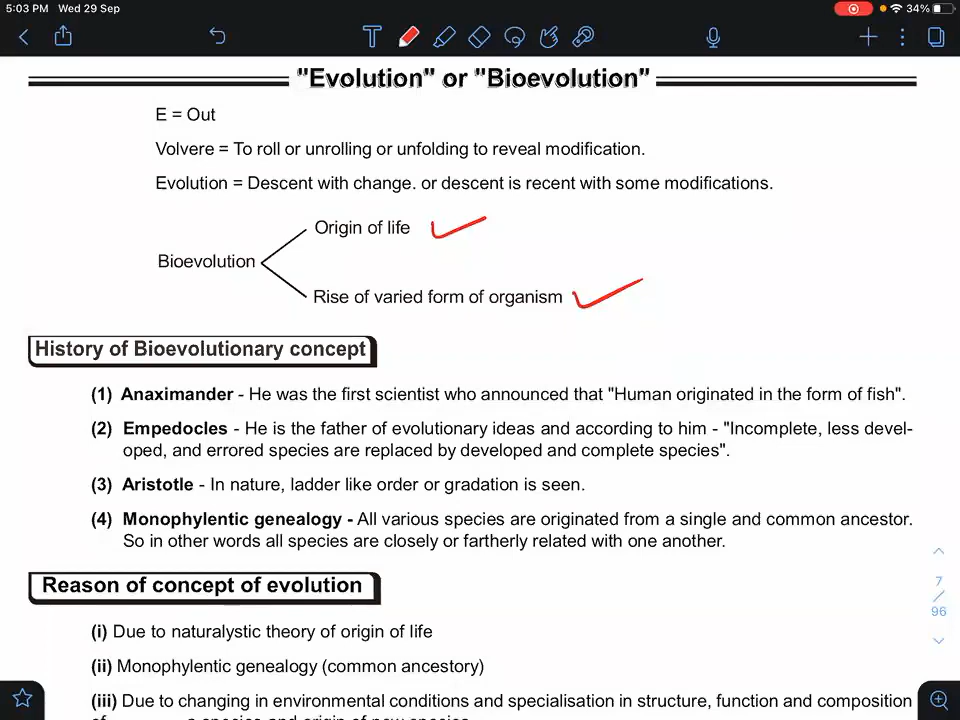 5:03 PM Wed 29 Sep
34%
"Evolution" or "Bioevolution"
E = Out
Volvere = To roll or unrolling or unfolding to reveal modification.
Evolution = Descent with change. or descent is recent with some modifications.
Origin of life
Bioevolution
Rise of varied form of organism
History of Bioevolutionary concept
(1) Anaximander - He was the first scientist who announced that "Human originated in the form of fish".
(2) Empedocles - He is the father of evolutionary ideas and according to him - "Incomplete, less devel-
oped, and errored species are replaced by developed and complete species".
(3) Aristotle - In nature, ladder like order or gradation is seen.
(4) Monophylentic genealogy - All various species are originated from a single and common ancestor.
So in other words all species are closely or fartherly related with one another.
7
/
96
Reason of concept of evolution
(i) Due to naturalystic theory of origin of life
(ii) Monophylentic genealogy (common ancestory)
(iii) Due to changing in environmental conditions and specialisation in structure, function and composition